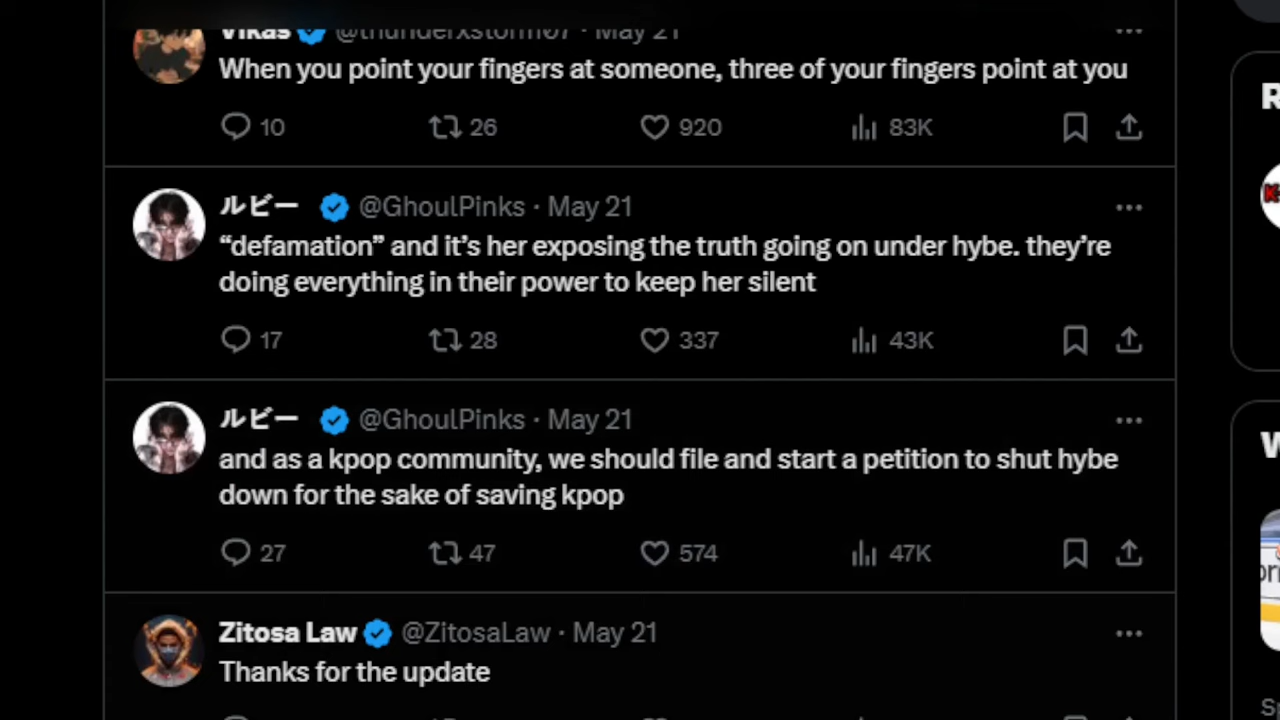 Vikas @thunderxstorm07 · May 21
When you point your fingers at someone, three of your fingers point at you
10 26 920 83K
ルビー @GhoulPinks · May 21
“defamation” and it’s her exposing the truth going on under hybe. they’re
doing everything in their power to keep her silent
17 28 337 43K
ルビー @GhoulPinks · May 21
and as a kpop community, we should file and start a petition to shut hybe
down for the sake of saving kpop
27 47 574 47K
Zitosa Law @ZitosaLaw · May 21
Thanks for the update